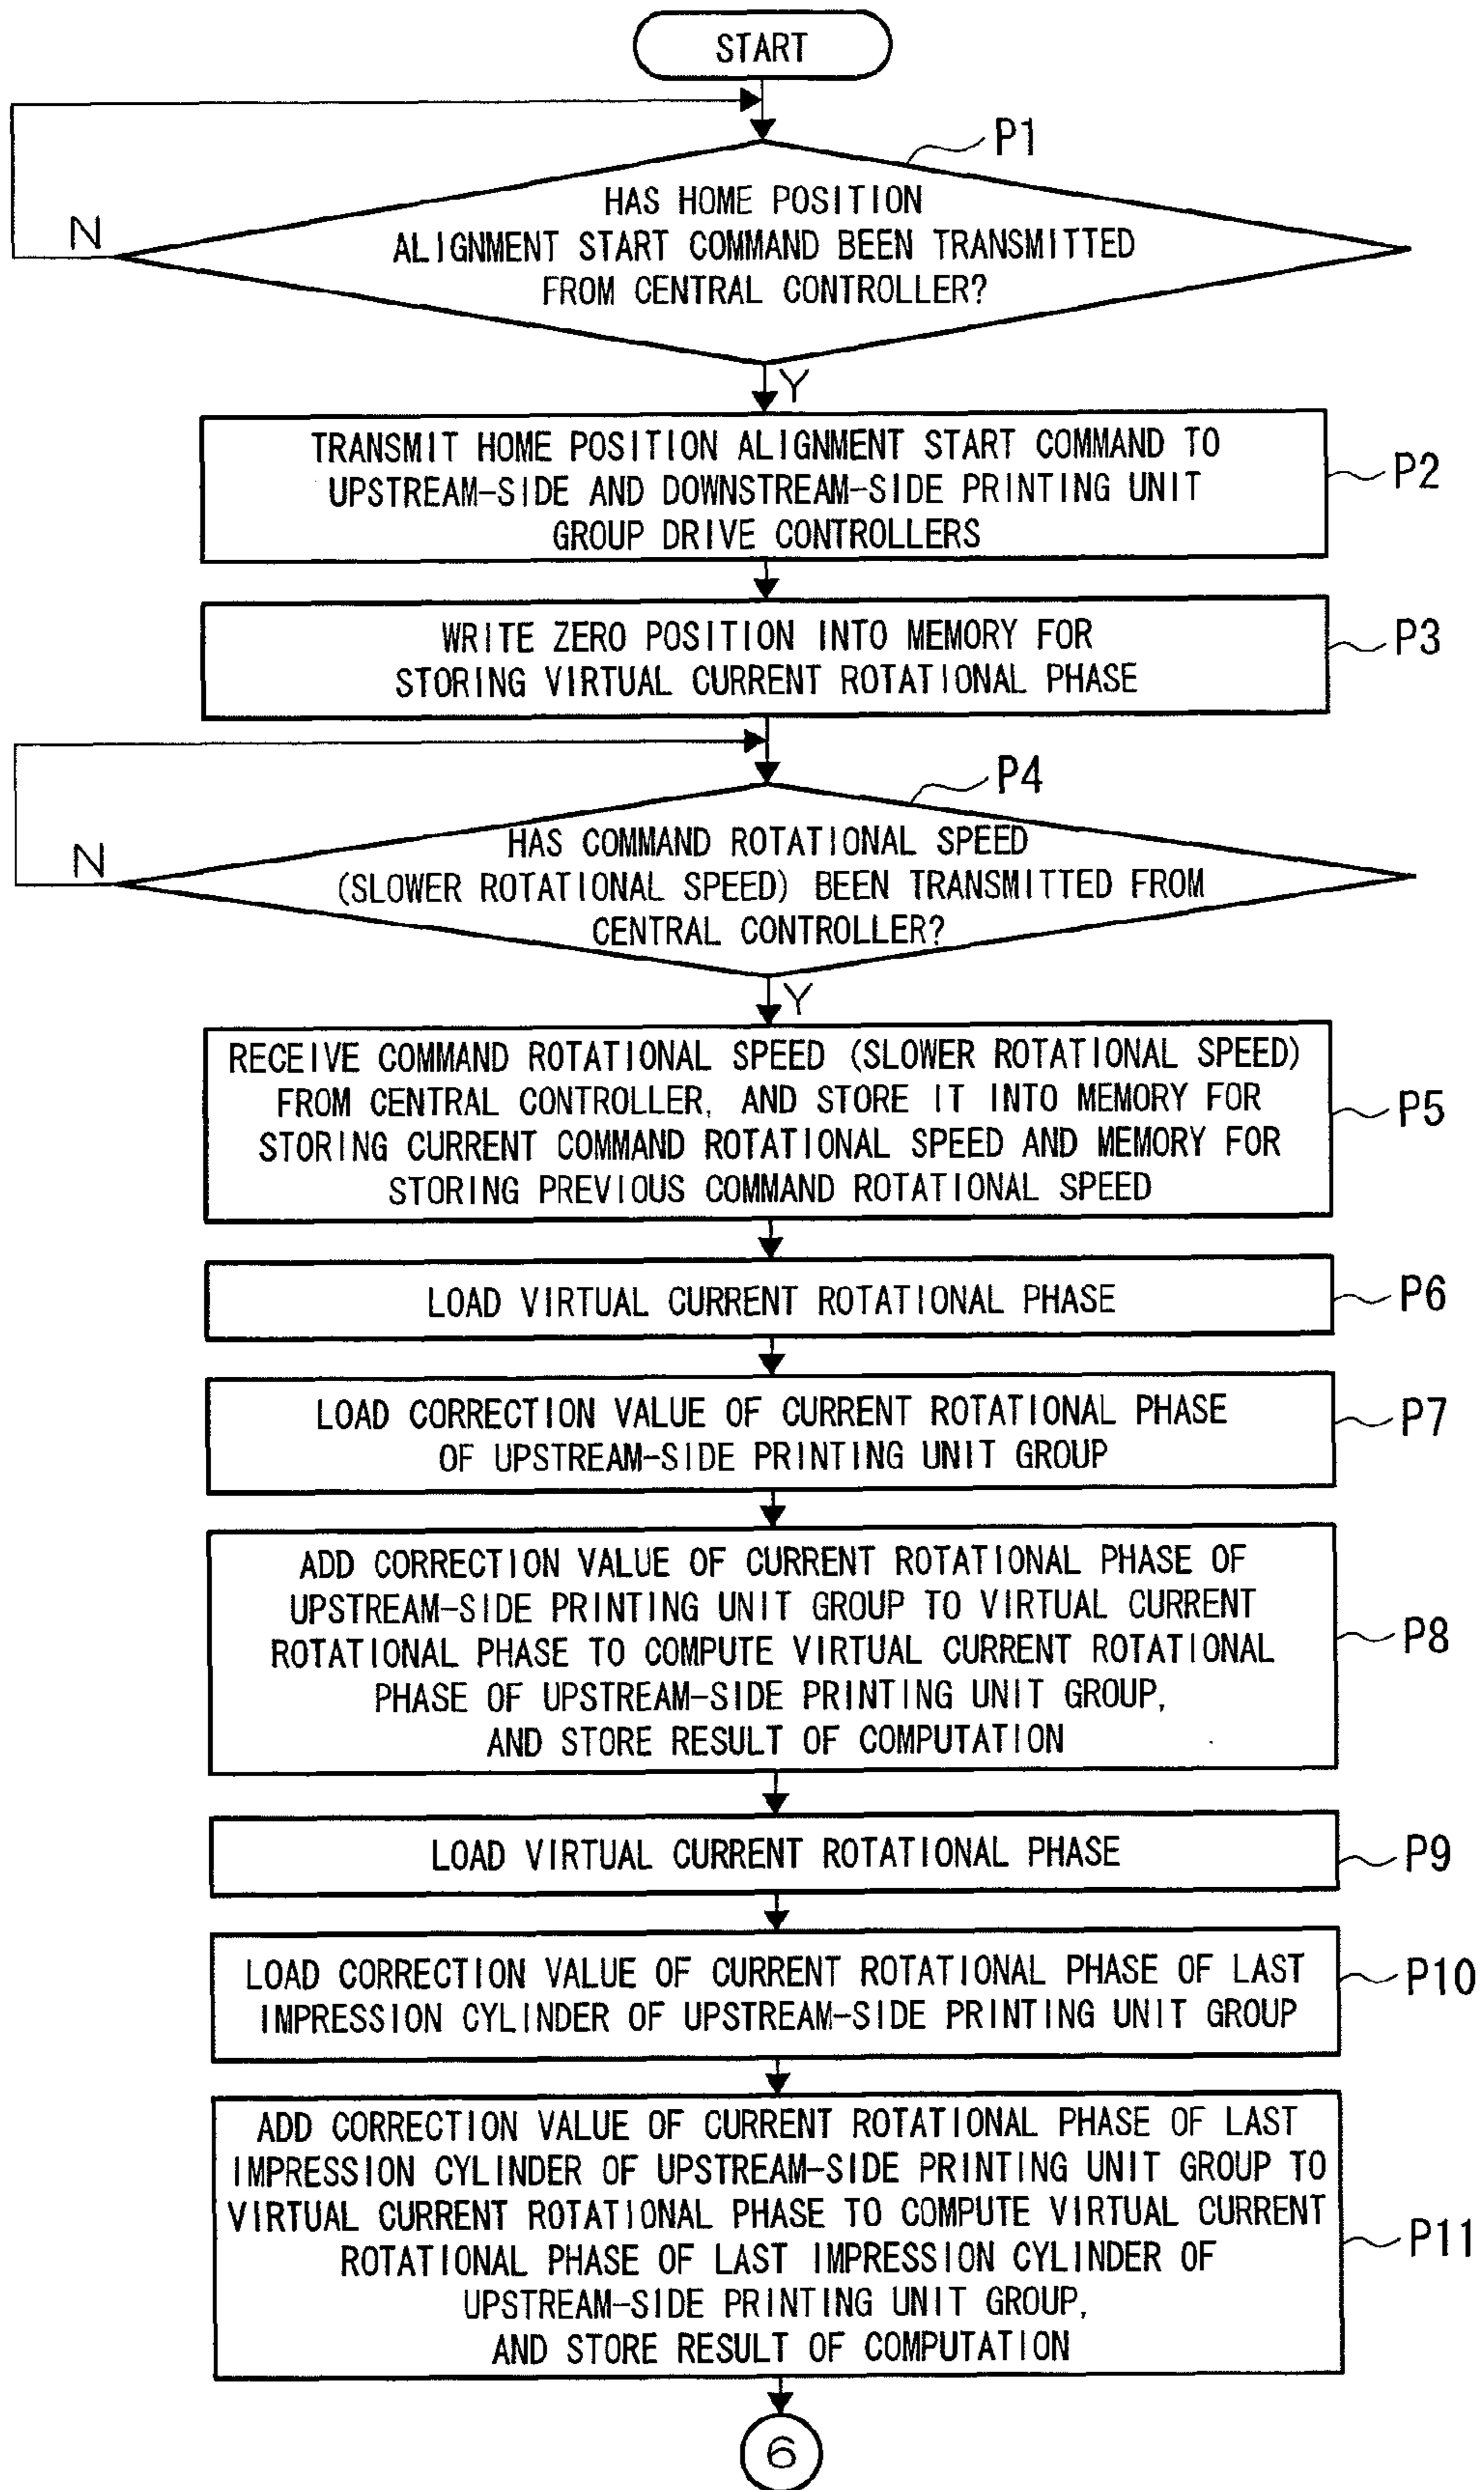 START
P1
HAS HOME POSITION
ALIGNMENT START COMMAND BEEN TRANSMITTED
FROM CENTRAL CONTROLLER?
N
Y
TRANSMIT HOME POSITION ALIGNMENT START COMMAND TO
UPSTREAM-SIDE AND DOWNSTREAM-SIDE PRINTING UNIT
GROUP DRIVE CONTROLLERS
P2
WRITE ZERO POSITION INTO MEMORY FOR
STORING VIRTUAL CURRENT ROTATIONAL PHASE
P3
P4
HAS COMMAND ROTATIONAL SPEED
(SLOWER ROTATIONAL SPEED) BEEN TRANSMITTED FROM
CENTRAL CONTROLLER?
N
Y
RECEIVE COMMAND ROTATIONAL SPEED (SLOWER ROTATIONAL SPEED)
FROM CENTRAL CONTROLLER, AND STORE IT INTO MEMORY FOR
STORING CURRENT COMMAND ROTATIONAL SPEED AND MEMORY FOR
STORING PREVIOUS COMMAND ROTATIONAL SPEED
P5
LOAD VIRTUAL CURRENT ROTATIONAL PHASE
P6
LOAD CORRECTION VALUE OF CURRENT ROTATIONAL PHASE
OF UPSTREAM-SIDE PRINTING UNIT GROUP
P7
ADD CORRECTION VALUE OF CURRENT ROTATIONAL PHASE OF
UPSTREAM-SIDE PRINTING UNIT GROUP TO VIRTUAL CURRENT
ROTATIONAL PHASE TO COMPUTE VIRTUAL CURRENT ROTATIONAL
PHASE OF UPSTREAM-SIDE PRINTING UNIT GROUP,
AND STORE RESULT OF COMPUTATION
P8
LOAD VIRTUAL CURRENT ROTATIONAL PHASE
P9
LOAD CORRECTION VALUE OF CURRENT ROTATIONAL PHASE OF LAST
IMPRESSION CYLINDER OF UPSTREAM-SIDE PRINTING UNIT GROUP
P10
ADD CORRECTION VALUE OF CURRENT ROTATIONAL PHASE OF LAST
IMPRESSION CYLINDER OF UPSTREAM-SIDE PRINTING UNIT GROUP TO
VIRTUAL CURRENT ROTATIONAL PHASE TO COMPUTE VIRTUAL CURRENT
ROTATIONAL PHASE OF LAST IMPRESSION CYLINDER OF
UPSTREAM-SIDE PRINTING UNIT GROUP,
AND STORE RESULT OF COMPUTATION
P11
6